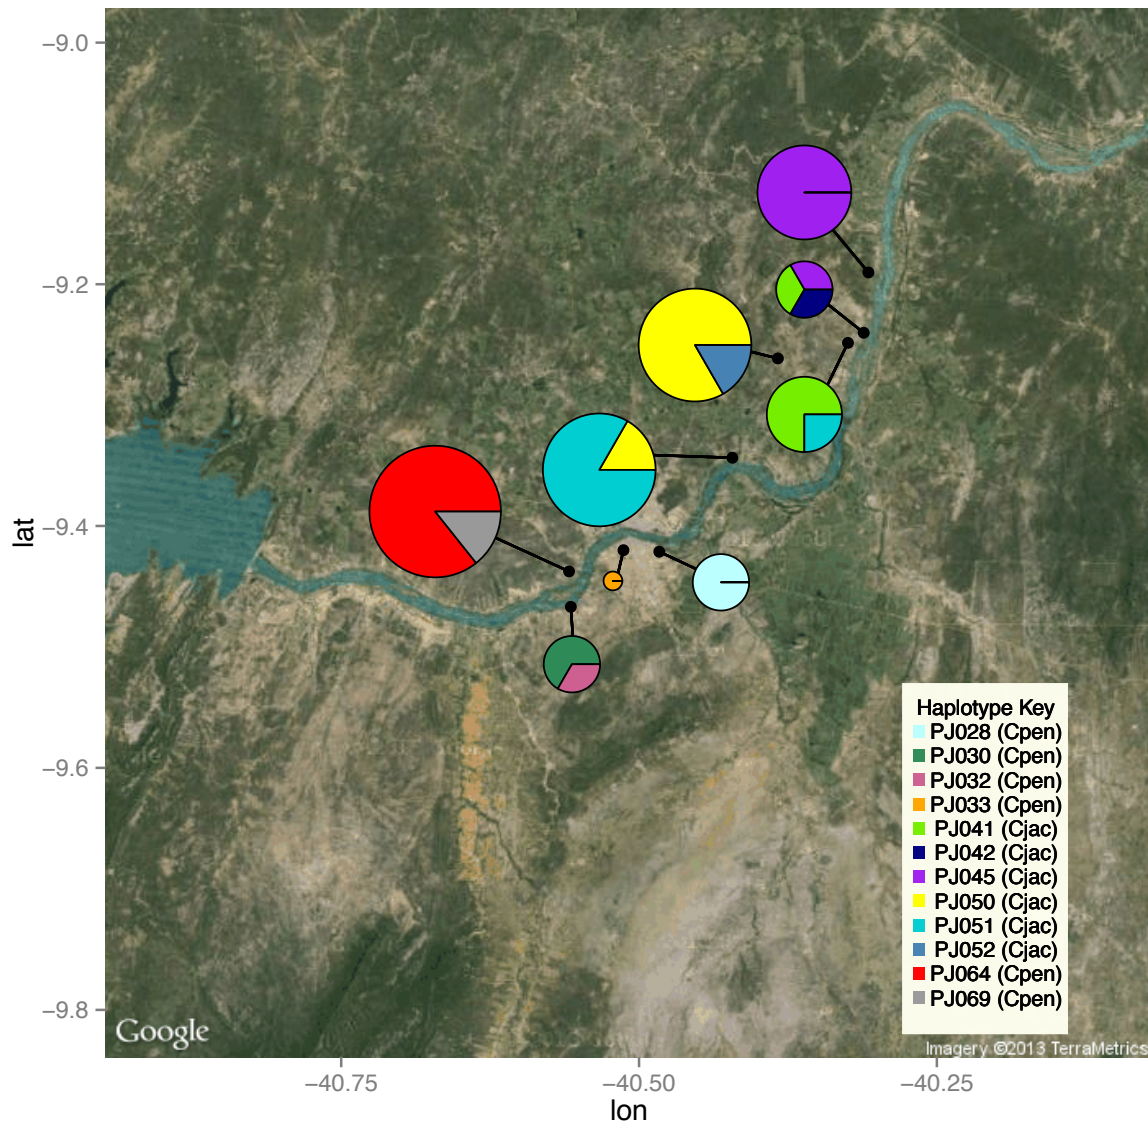 −9.0
−9.2
−9.4
−9.6
−9.8
lat
Haplotype Key
PJ028 (Cpen)
PJ030 (Cpen)
PJ032 (Cpen)
PJ033 (Cpen)
PJ041 (Cjac)
PJ042 (Cjac)
PJ045 (Cjac)
PJ050 (Cjac)
PJ051 (Cjac)
PJ052 (Cjac)
PJ064 (Cpen)
PJ069 (Cpen)
Google
Imagery ©2013 TerraMetrics
−40.75 −40.50 −40.25
lon